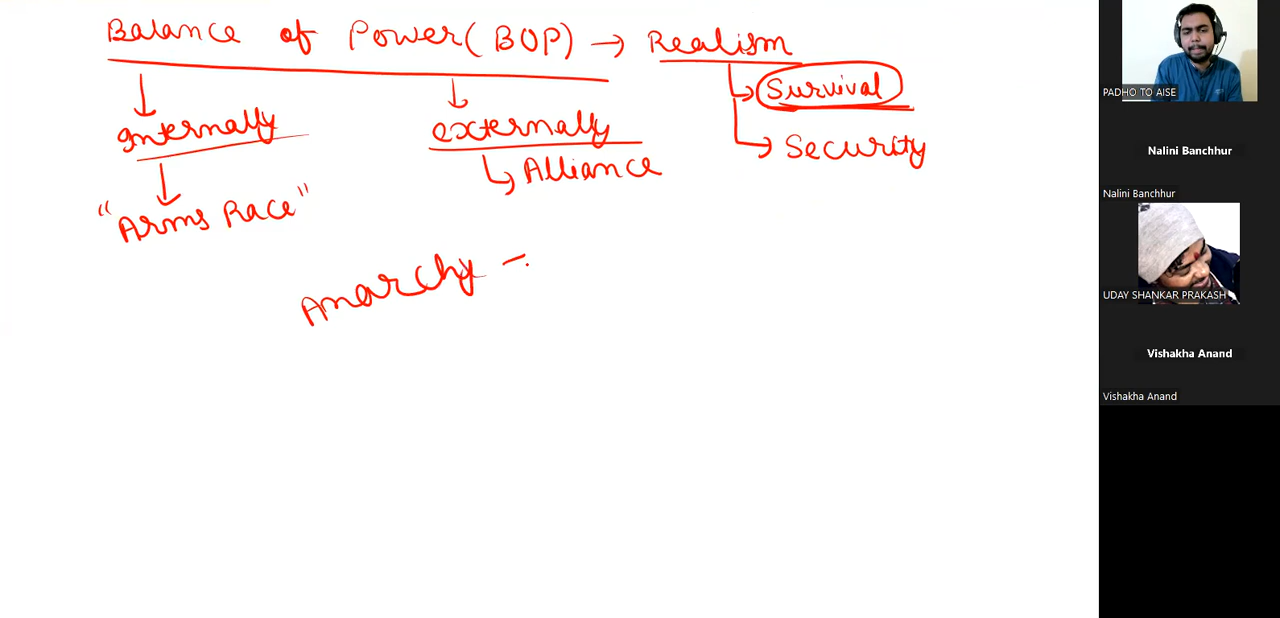 Balance of Power (BOP) → Realism
Survival
Internally
externally
Security
Alliance
"Arms Race"
Anarchy -
PADHO TO AISE
Nalini Banchhur
Nalini Banchhur
UDAY SHANKAR PRAKASH
Vishakha Anand
Vishakha Anand